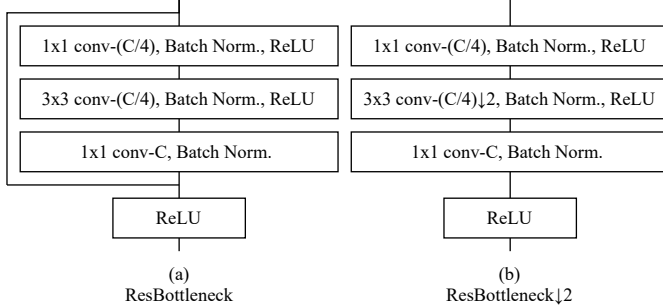 1x1 conv-(C/4), Batch Norm., ReLU
3x3 conv-(C/4), Batch Norm., ReLU
1x1 conv-C, Batch Norm.
ReLU
(a)
ResBottleneck
1x1 conv-(C/4), Batch Norm., ReLU
3x3 conv-(C/4)↓2, Batch Norm., ReLU
1x1 conv-C, Batch Norm.
ReLU
(b)
ResBottleneck↓2